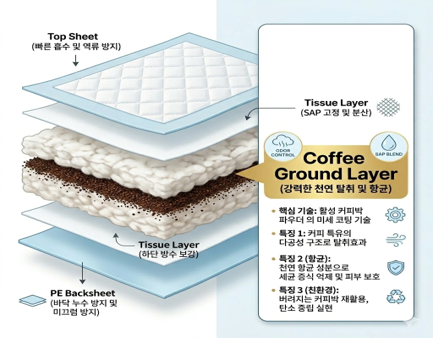 Top Sheet
(빠른 흡수 및 역류 방지)
Tissue Layer
(SAP 고정 및 분산)
ODOR
CONTROL
SAP BLEND
Coffee
Ground Layer
(강력한 천연 탈취 및 항균)
• 핵심 기술: 활성 커피박
파우더의 미세 코팅 기술
• 특징 1: 커피 특유의
다공성 구조로 탈취효과
• 특징 2 (항균):
천연 항균 성분으로
세균 증식 억제 및 피부 보호
• 특징 3 (친환경):
버려지는 커피박 재활용,
탄소 중립 실현
Tissue Layer
(하단 방수 보강)
PE Backsheet
(바닥 누수 방지 및
미끄럼 방지)